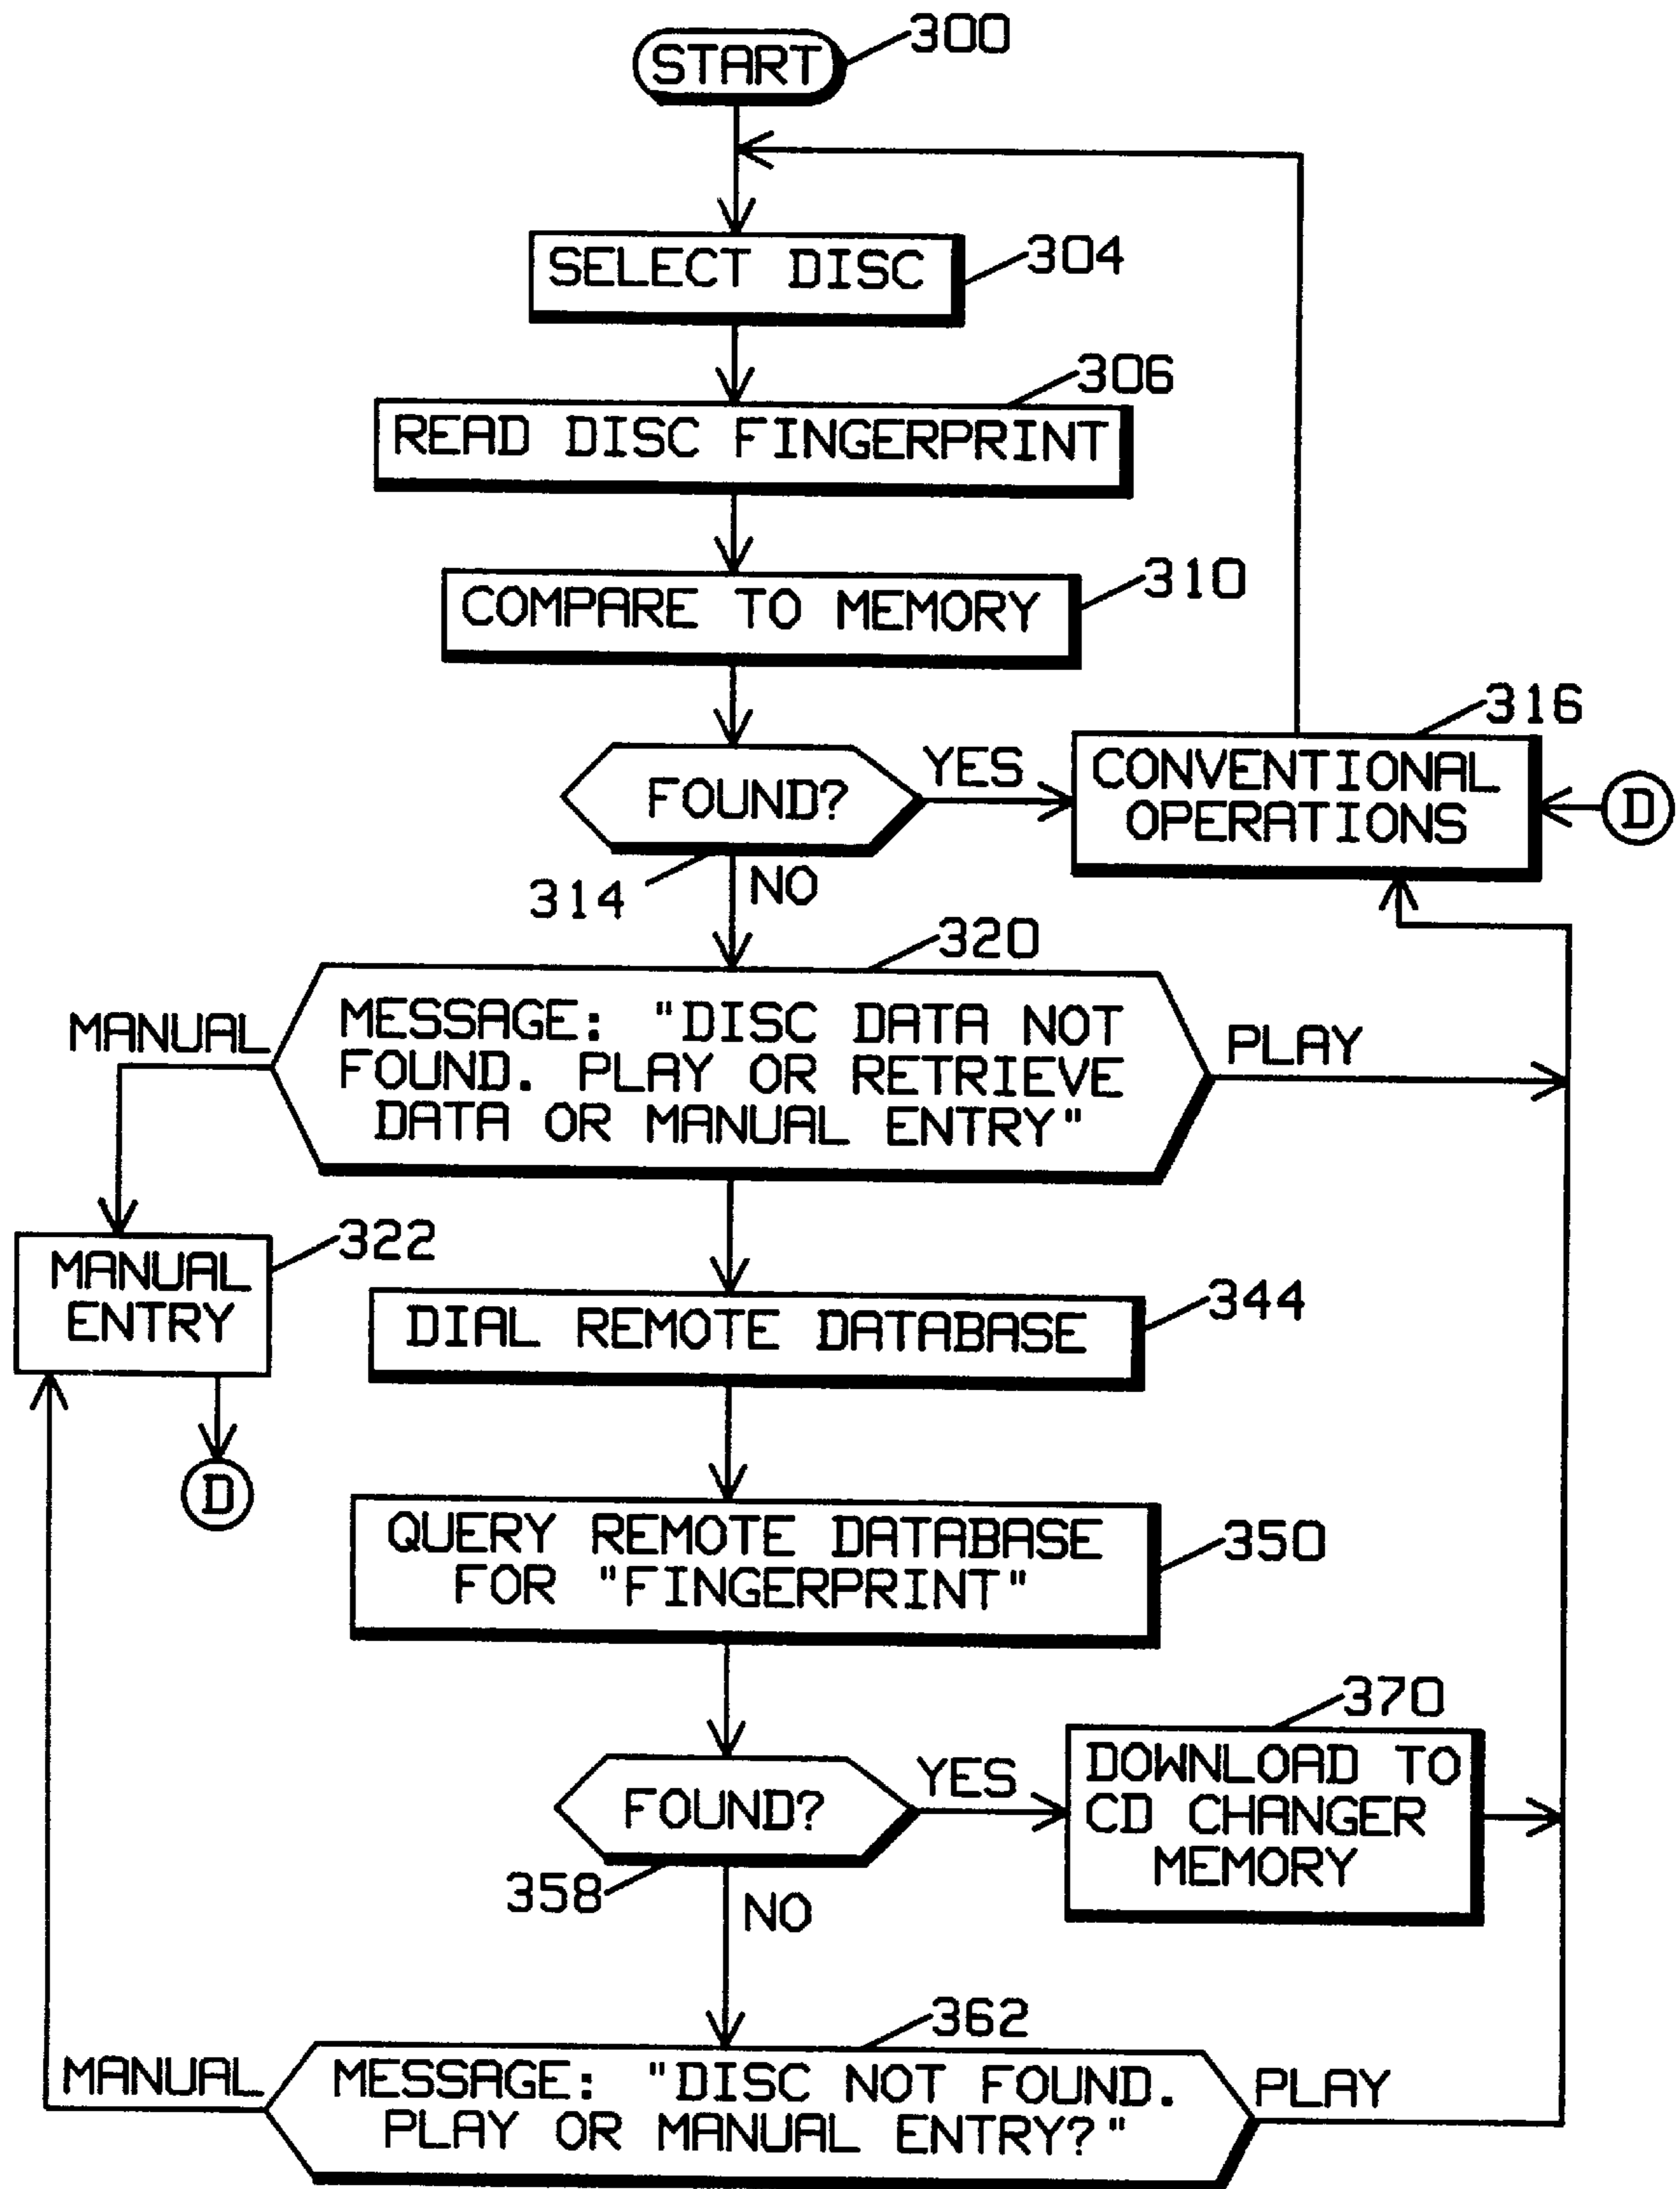 START
300
SELECT DISC
304
306
READ DISC FINGERPRINT
310
COMPARE TO MEMORY
316
FOUND?
YES
CONVENTIONAL
OPERATIONS
D
314
NO
320
MANUAL
MESSAGE: "DISC DATA NOT
FOUND. PLAY OR RETRIEVE
DATA OR MANUAL ENTRY"
PLAY
322
MANUAL
ENTRY
D
344
DIAL REMOTE DATABASE
QUERY REMOTE DATABASE
FOR "FINGERPRINT"
350
370
FOUND?
YES
DOWNLOAD TO
CD CHANGER
MEMORY
358
NO
362
MANUAL
MESSAGE: "DISC NOT FOUND.
PLAY OR MANUAL ENTRY?"
PLAY